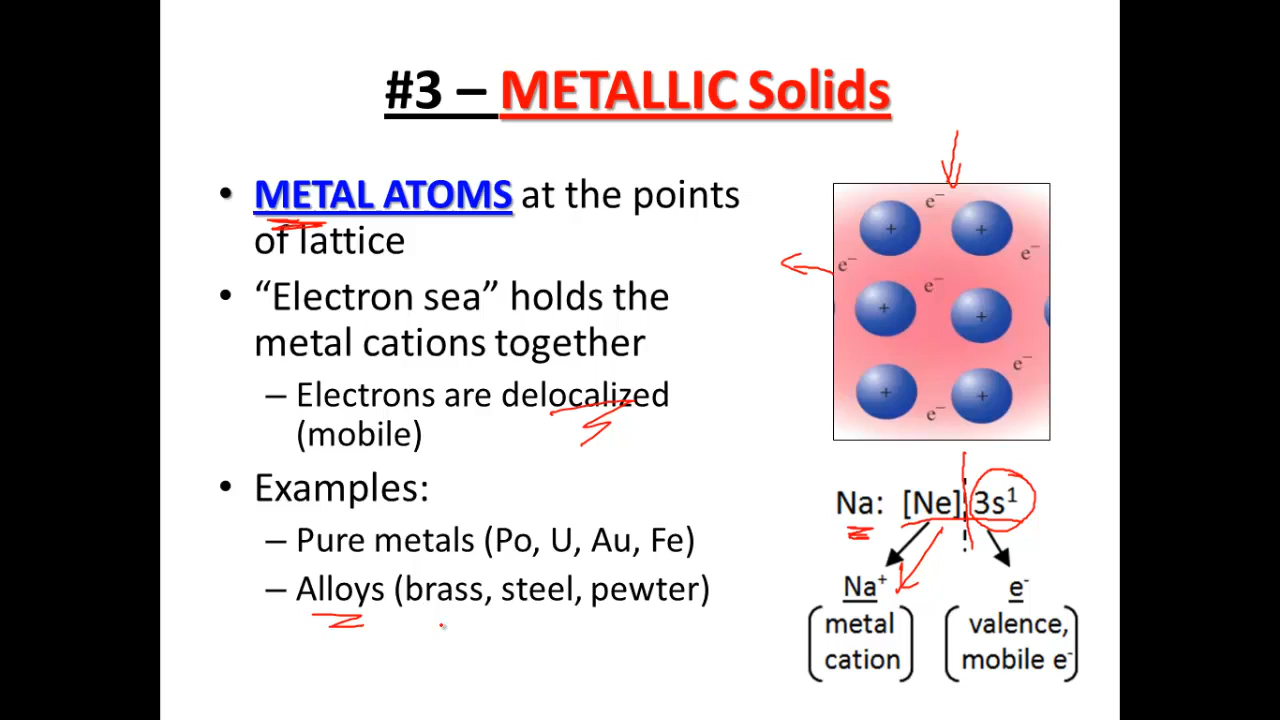 #3 – METALLIC Solids
• METAL ATOMS at the points
of lattice
• “Electron sea” holds the
metal cations together
– Electrons are delocalized
(mobile)
• Examples:
– Pure metals (Po, U, Au, Fe)
– Alloys (brass, steel, pewter)
e⁻
+ +
e⁻
e⁻
e⁻
+ +
e⁻
+ +
e⁻
Na: [Ne] 3s¹
Na⁺ e⁻
metal valence,
cation mobile e⁻